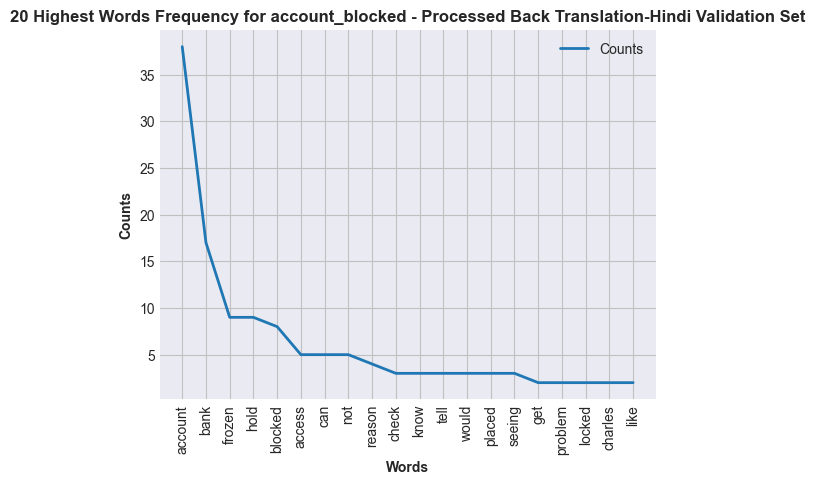 20 Highest Words Frequency for account_blocked - Processed Back Translation-Hindi Validation Set
Counts
35
30
25
20
15
10
5
Counts
account
bank
frozen
hold
blocked
access
can
not
reason
check
know
tell
would
placed
seeing
get
problem
locked
charles
like
Words